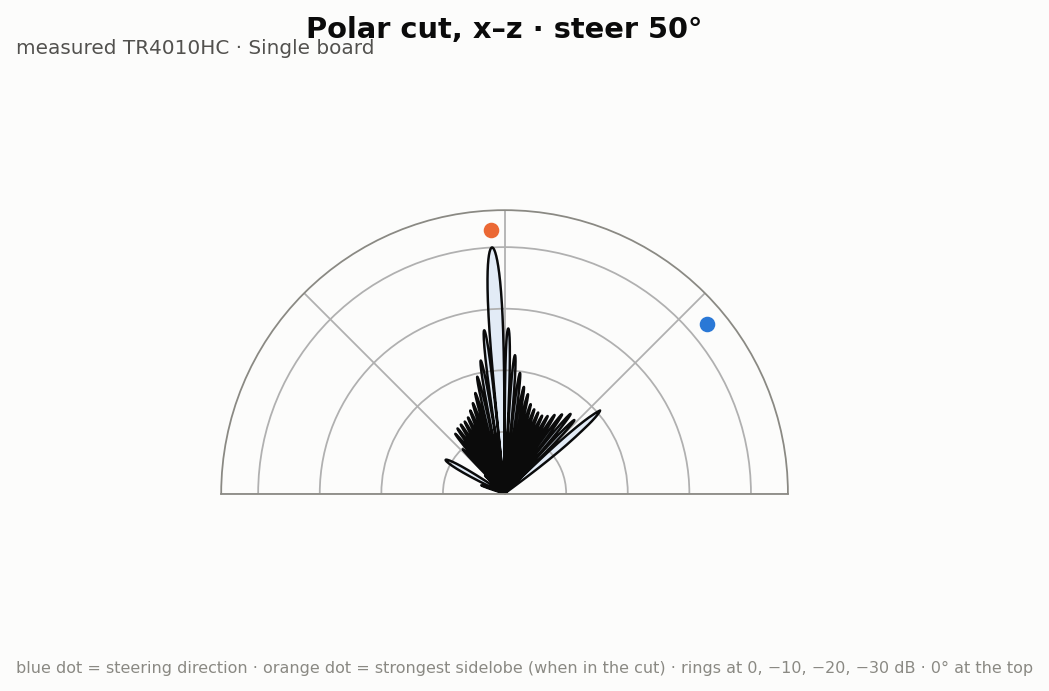 Polar cut, x–z · steer 50°
measured TR4010HC · Single board
blue dot = steering direction · orange dot = strongest sidelobe (when in the cut) · rings at 0, −10, −20, −30 dB · 0° at the top